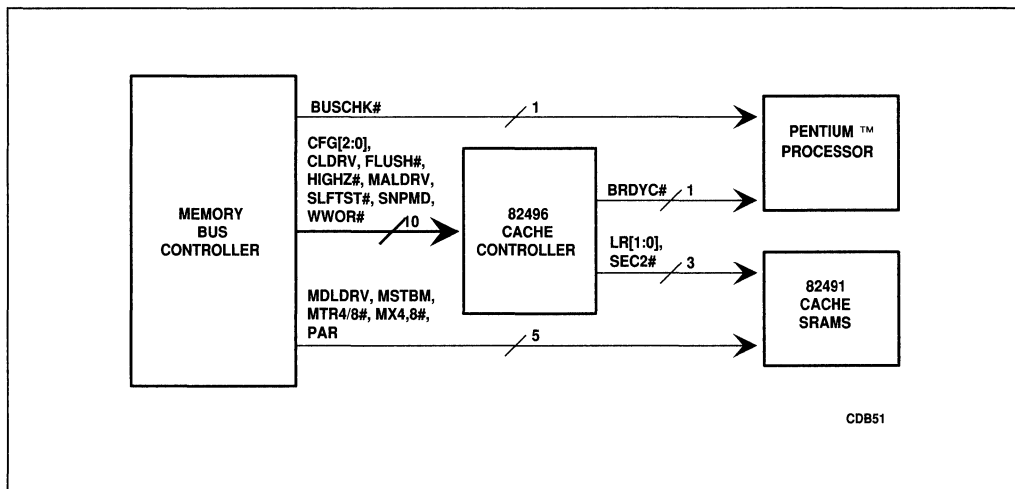 BUSCHK#
1
PENTIUM ™
PROCESSOR
CFG[2:0],
CLDRV, FLUSH#,
HIGHZ#, MALDRV,
SLFTST#, SNPMD,
WWOR#
10
MEMORY
BUS
CONTROLLER
82496
CACHE
CONTROLLER
BRDYC#
1
LR[1:0],
SEC2#
3
82491
CACHE
SRAMS
MDLDRV, MSTBM,
MTR4/8#, MX4,8#,
PAR
5
CDB51